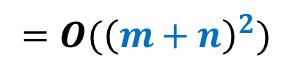 = O((m + n)²)